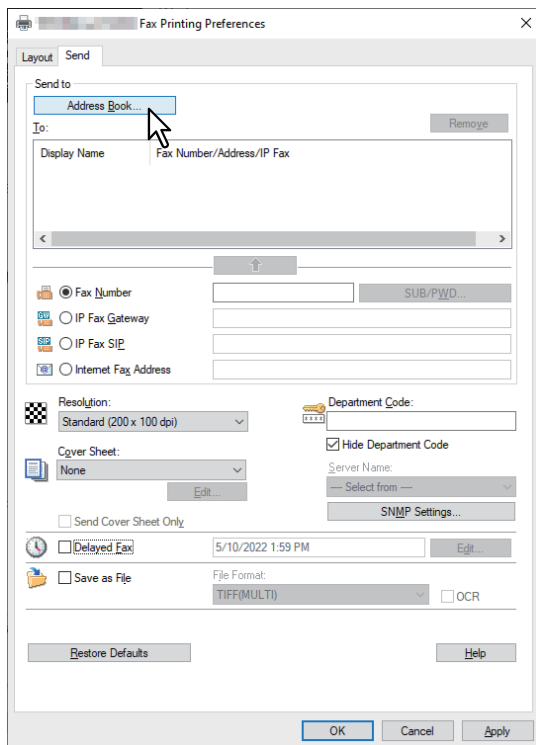 Fax Printing Preferences
Layout Send
Send to
Address Book...
To: Remove
Display Name Fax Number/Address/IP Fax
Fax Number SUB/PWD...
IP Fax Gateway
IP Fax SIP
Internet Fax Address
Resolution: Department Code:
Standard (200 x 100 dpi)
Hide Department Code
Cover Sheet: Server Name:
None — Select from —
Edit... SNMP Settings...
Send Cover Sheet Only
Delayed Fax 5/10/2022 1:59 PM Edit...
Save as File File Format:
TIFF(MULTI) OCR
Restore Defaults Help
OK Cancel Apply